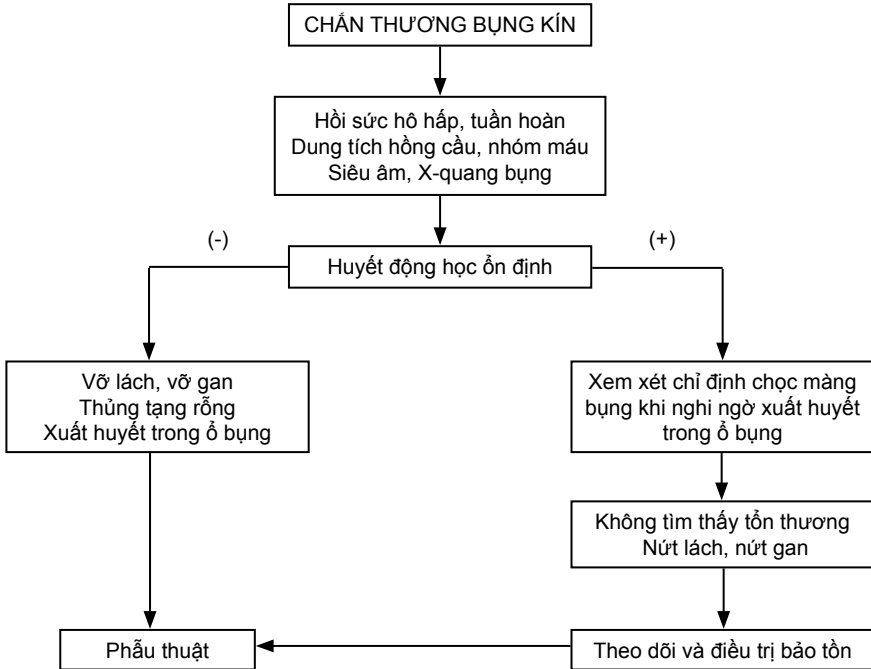 CHẤN THƯƠNG BỤNG KÍN
Hồi sức hô hấp, tuần hoàn
Dung tích hồng cầu, nhóm máu
Siêu âm, X-quang bụng
(-)
(+)
Huyết động học ổn định
Vỡ lách, vỡ gan
Thủng tạng rỗng
Xuất huyết trong ổ bụng
Xem xét chỉ định chọc màng
bụng khi nghi ngờ xuất huyết
trong ổ bụng
Không tìm thấy tổn thương
Nứt lách, nứt gan
Phẫu thuật
Theo dõi và điều trị bảo tồn